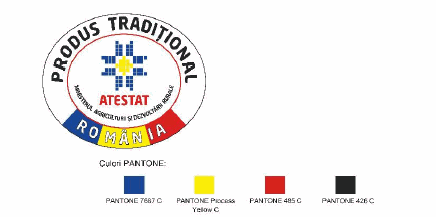 PRODUS TRADIȚIONAL
ATESTAT
MINISTERUL AGRICULTURII ȘI DEZVOLTĂRII RURALE
ROMÂNIA
Culori PANTONE:
PANTONE 7687 C PANTONE Process PANTONE 485 C PANTONE 426 C
Yellow C